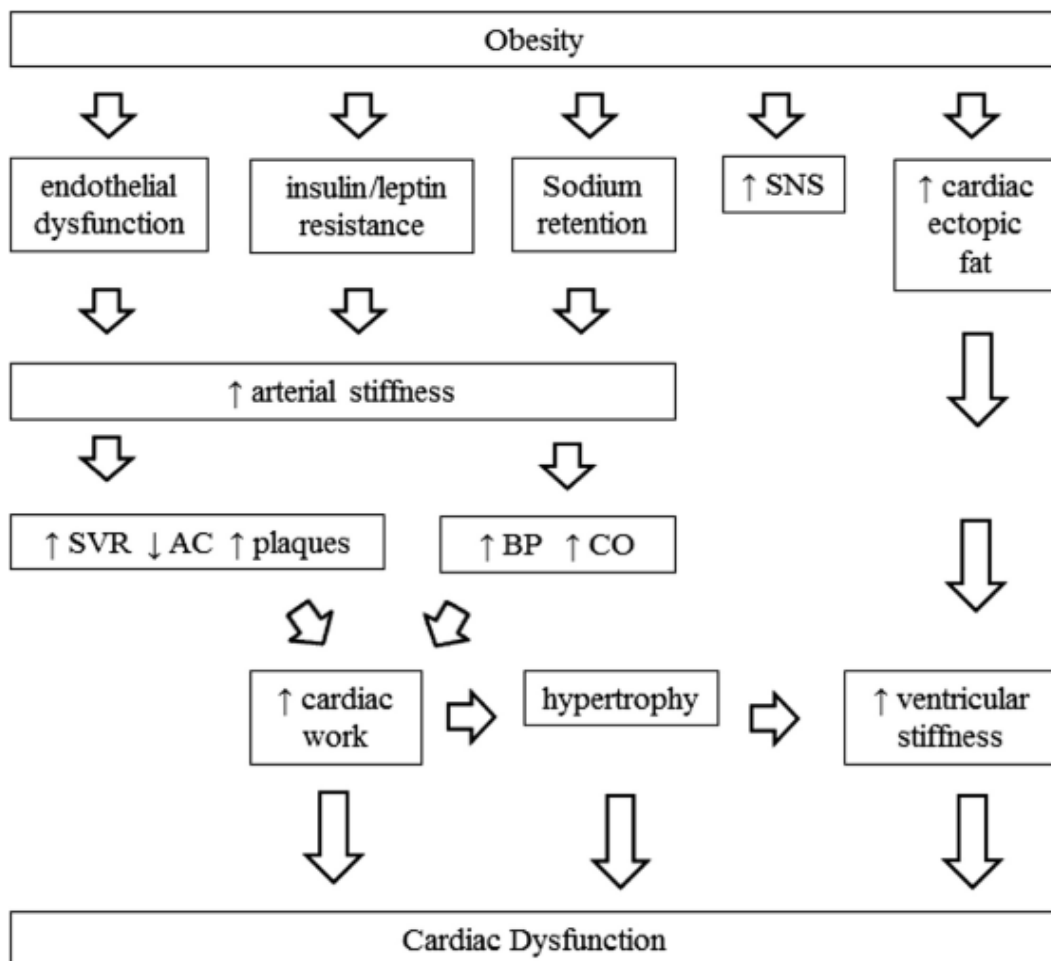 Obesity
endothelial
dysfunction
insulin/leptin
resistance
Sodium
retention
↑ SNS
↑ cardiac
ectopic
fat
↑ arterial stiffness
↑ SVR ↓ AC ↑ plaques
↑ BP ↑ CO
↑ cardiac
work
hypertrophy
↑ ventricular
stiffness
Cardiac Dysfunction